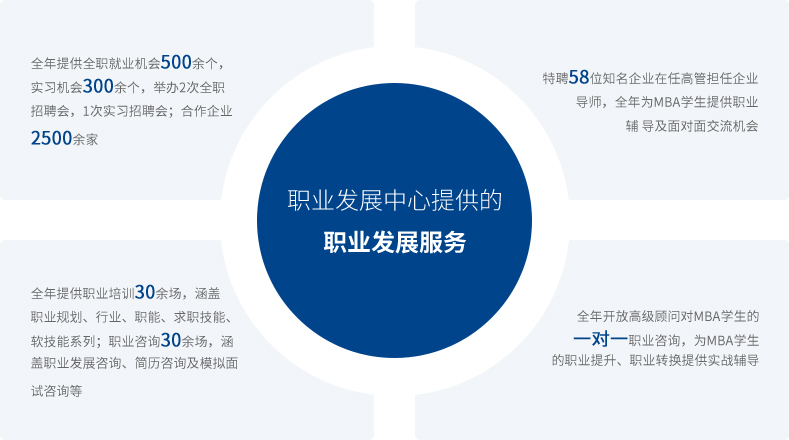 全年提供全职就业机会500余个，
实习机会300余个，举办2次全职
招聘会，1次实习招聘会；合作企业
2500余家
特聘58位知名企业在任高管担任企业
导师，全年为MBA学生提供职业
辅 导及面对面交流机会
职业发展中心提供的
职业发展服务
全年提供职业培训30余场，涵盖
职业规划、行业、职能、求职技能、
软技能系列；职业咨询30余场，涵
盖职业发展咨询、简历咨询及模拟面
试咨询等
全年开放高级顾问对MBA学生的
一对一职业咨询，为MBA学生
的职业提升、职业转换提供实战辅导